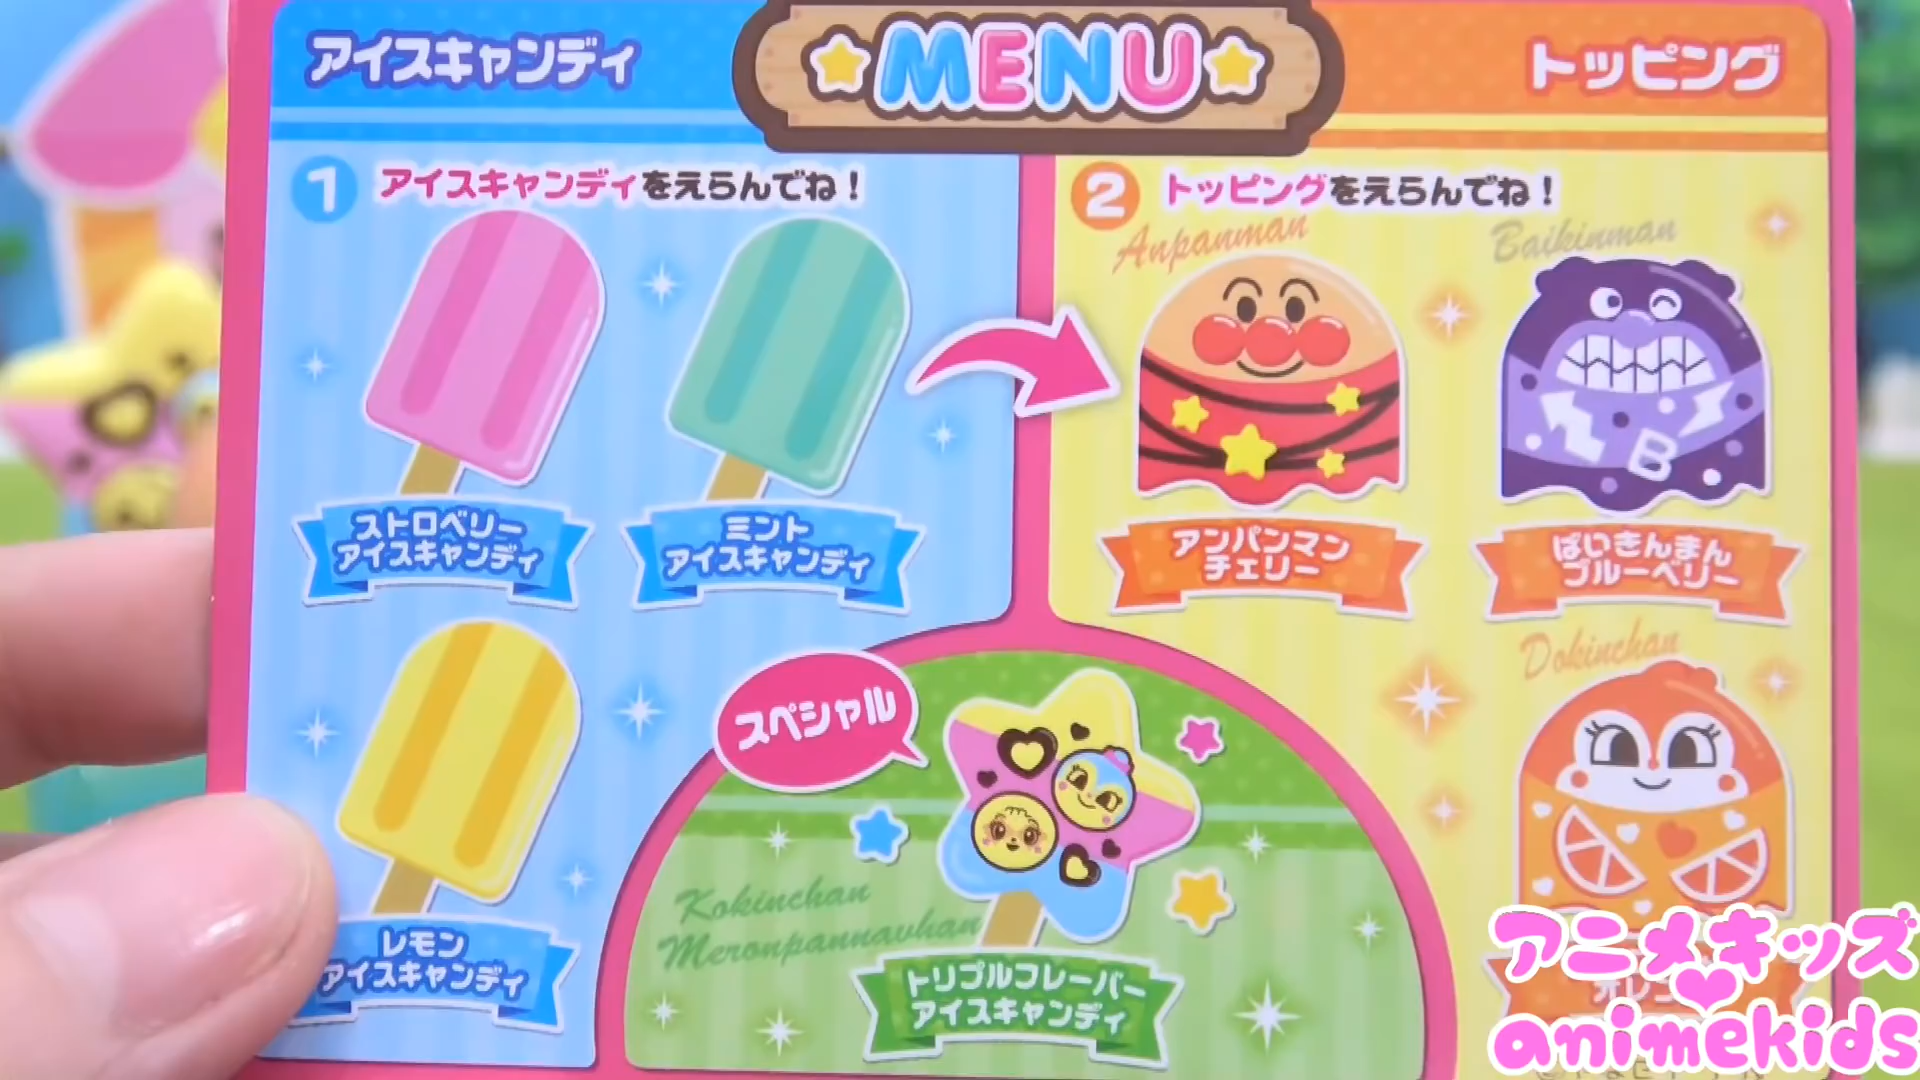 アイスキャンディ
MENU
トッピング
1 アイスキャンディをえらんでね！
2 トッピングをえらんでね！
Anpanman
Baikinman
ストロベリー
アイスキャンディ
ミント
アイスキャンディ
アンパンマン
チェリー
ばいきんまん
ブルーベリー
B
Dokinchan
スペシャル
レモン
アイスキャンディ
Kokinchan
Meronpannavhan
トリプルフレーバー
アイスキャンディ
アニメキッズ
animekids